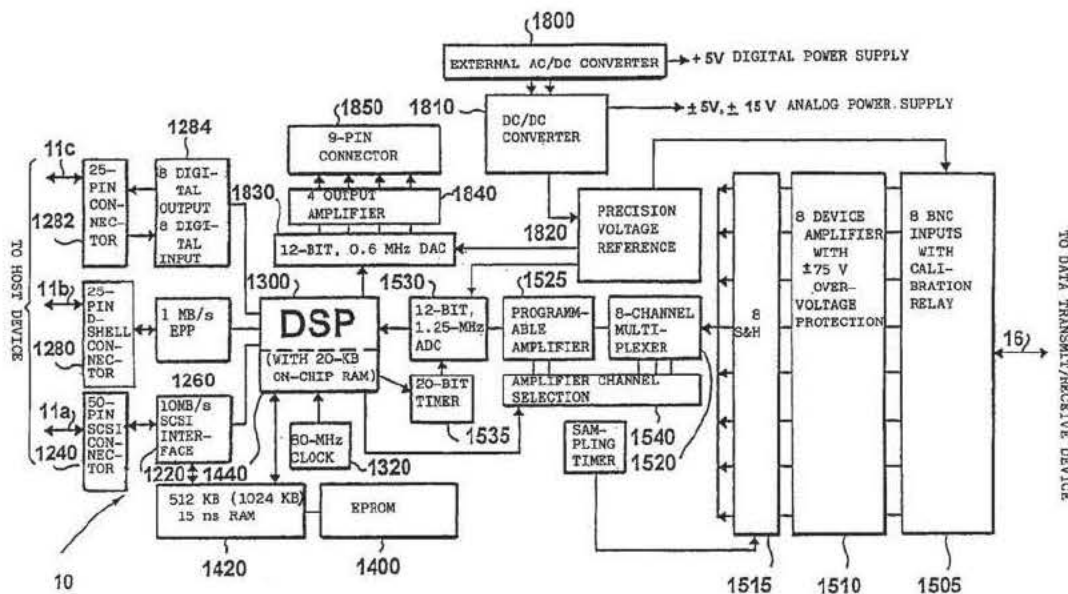 1800
EXTERNAL AC/DC CONVERTER
+5V DIGITAL POWER SUPPLY
1810
DC/DC
CONVERTER
±5V, ± 15V ANALOG POWER SUPPLY
1850
9-PIN
CONNECTOR
1284
11c
25-
PIN
CON-
NEC-
TOR
1282
8 DIGI-
TAL
OUTPUT
8 DIGI-
TAL
INPUT
1830
4 OUTPUT
AMPLIFIER
1840
12-BIT, 0.6 MHz DAC
1820
PRECISION
VOLTAGE
REFERENCE
TO HOST DEVICE
11b
25-
PIN
D-
SHELL
CON-
NEC-
TOR
1280
1 MB/s
EPP
1260
1300
DSP
(WITH 20-KB
ON-CHIP RAM)
1530
12-BIT,
1.25-MHz
ADC
1525
PROGRAMM-
ABLE
AMPLIFIER
8-CHANNEL
MULTI-
PLEXER
20-BIT
TIMER
1535
AMPLIFIER CHANNEL
SELECTION
1540
1520
SAM-
PLING
TIMER
8
S&H
1515
8 DEVICE
AMPLIFIER
WITH
±75 V
OVER-
VOLTAGE
PROTECTION
1510
8 BNC
INPUTS
WITH
CALI-
BRATION
RELAY
1505
16
TO DATA TRANSMIT/RECEIVE DEVICE
11a
50-
PIN
SCSI
CON-
NEC-
TOR
1240
10MB/s
SCSI
INTER-
FACE
1220
1440
80-MHz
CLOCK
1320
512 KB (1024 KB)
15 ns RAM
1420
EPROM
1400
10